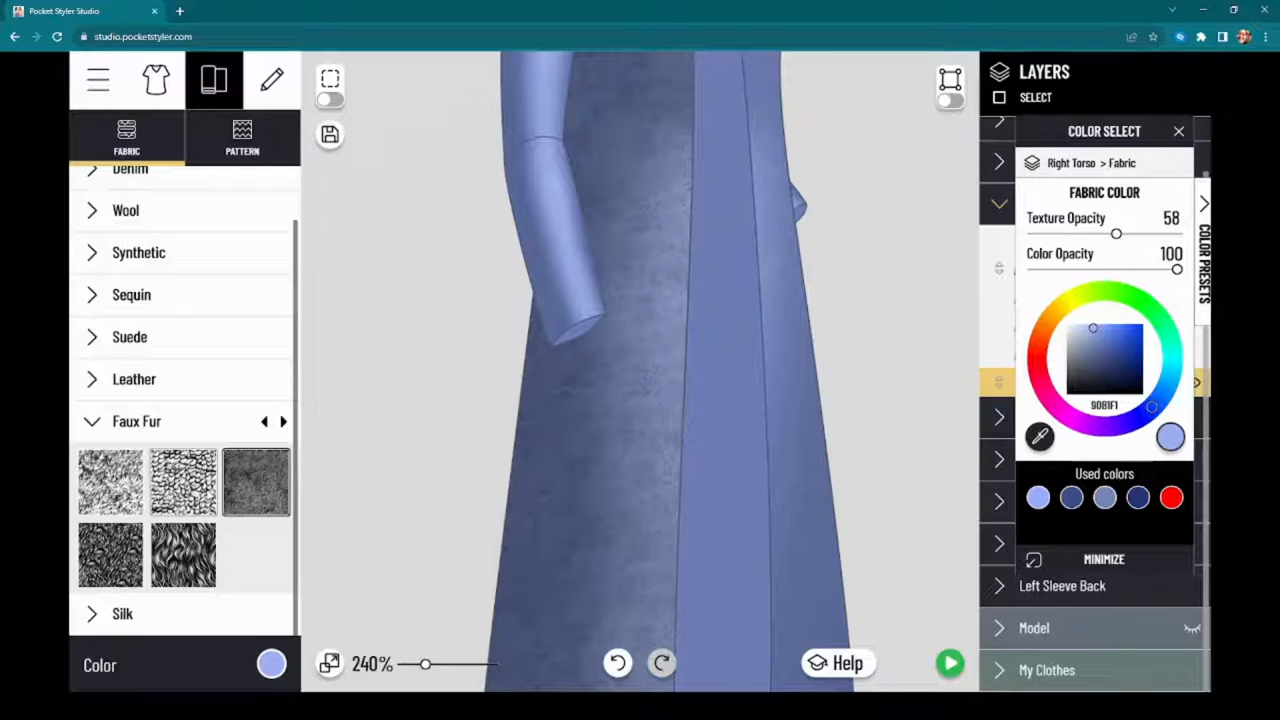 Pocket Styler Studio
studio.pocketstyler.com
FABRIC
PATTERN
Denim
Wool
Synthetic
Sequin
Suede
Leather
Faux Fur
Silk
Color
240%
Help
LAYERS
SELECT
COLOR SELECT
Right Torso > Fabric
FABRIC COLOR
Texture Opacity 58
Color Opacity 100
COLOR PRESETS
9DB1F1
Used colors
MINIMIZE
Left Sleeve Back
Model
My Clothes